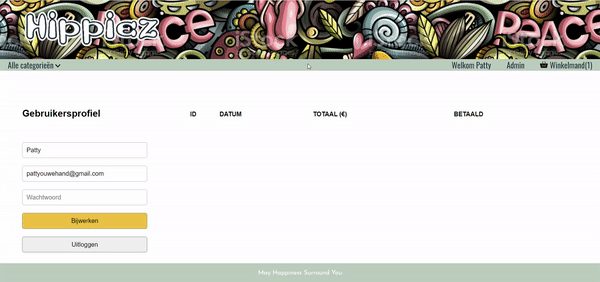 PEACE
Hippiez
PEACE
Alle categorieën
Welkom Patty
Admin
Winkelmand(1)
Gebruikersprofiel
ID
DATUM
TOTAAL (€)
BETAALD
Patty
pattyouwehand@gmail.com
Wachtwoord
Bijwerken
Uitloggen
May Happiness Surround You